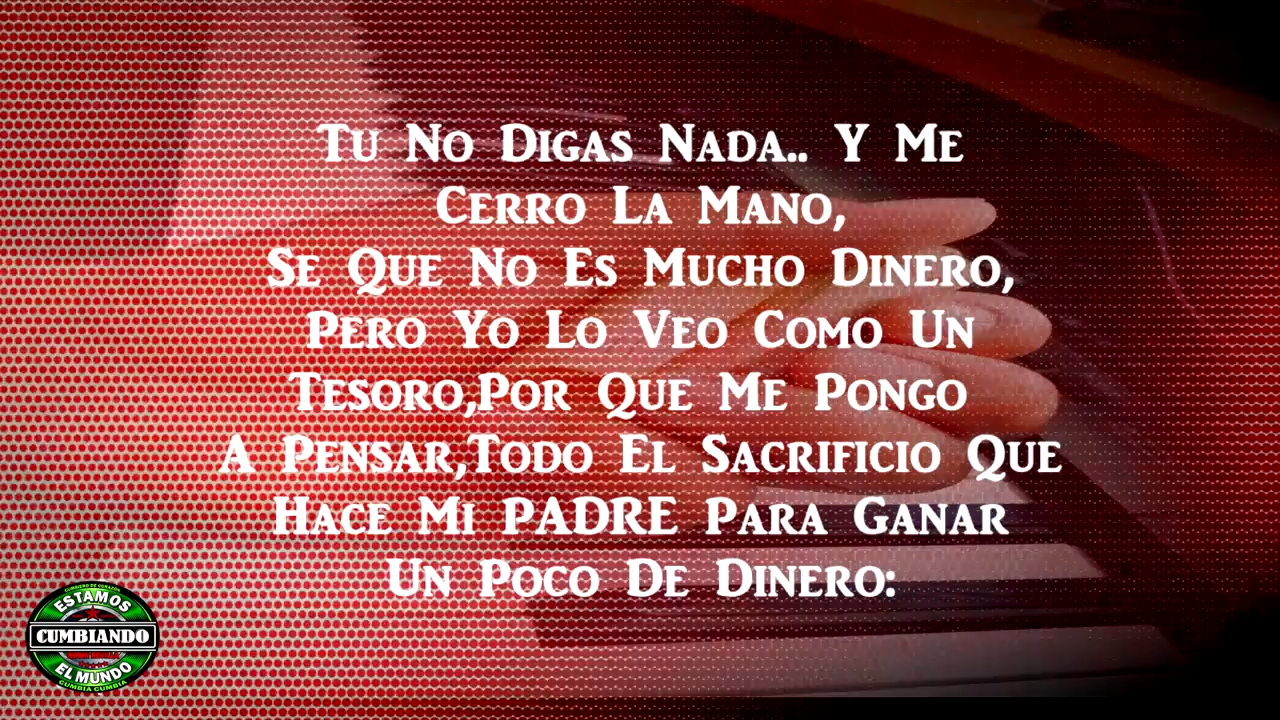 Tu No Digas Nada.. Y Me
Cerro La Mano,
Se Que No Es Mucho Dinero,
Pero Yo Lo Veo Como Un
Tesoro,Por Que Me Pongo
A Pensar,Todo El Sacrificio Que
Hace Mi PADRE Para Ganar
Un Poco De Dinero:
ESTAMOS
CUMBIANDO
EL MUNDO
CUMBIA CUMBIA